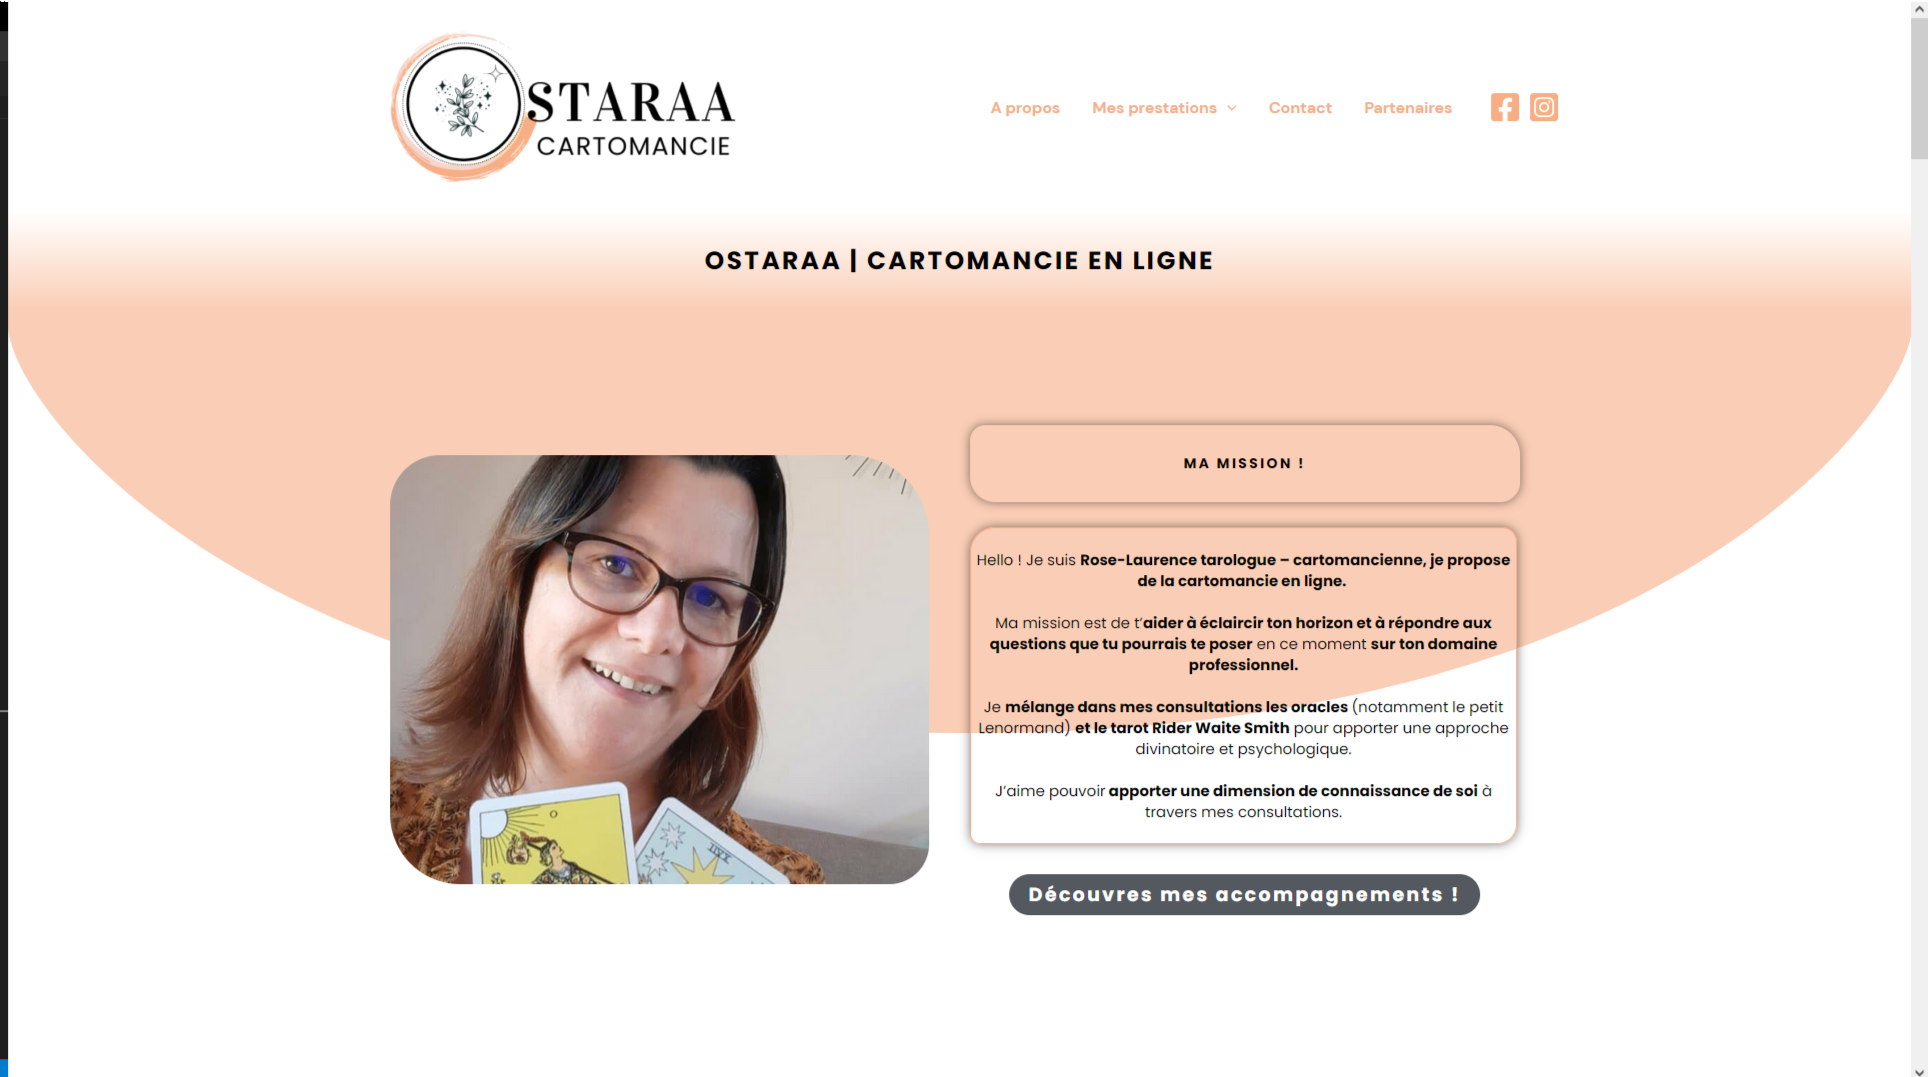 STARAA
CARTOMANCIE
A propos
Mes prestations
Contact
Partenaires
OSTARAA | CARTOMANCIE EN LIGNE
MA MISSION !
Hello ! Je suis Rose-Laurence tarologue – cartomancienne, je propose
de la cartomancie en ligne.
Ma mission est de t’aider à éclaircir ton horizon et à répondre aux
questions que tu pourrais te poser en ce moment sur ton domaine
professionnel.
Je mélange dans mes consultations les oracles (notamment le petit
Lenormand) et le tarot Rider Waite Smith pour apporter une approche
divinatoire et psychologique.
J’aime pouvoir apporter une dimension de connaissance de soi à
travers mes consultations.
O
XVII
Découvres mes accompagnements !